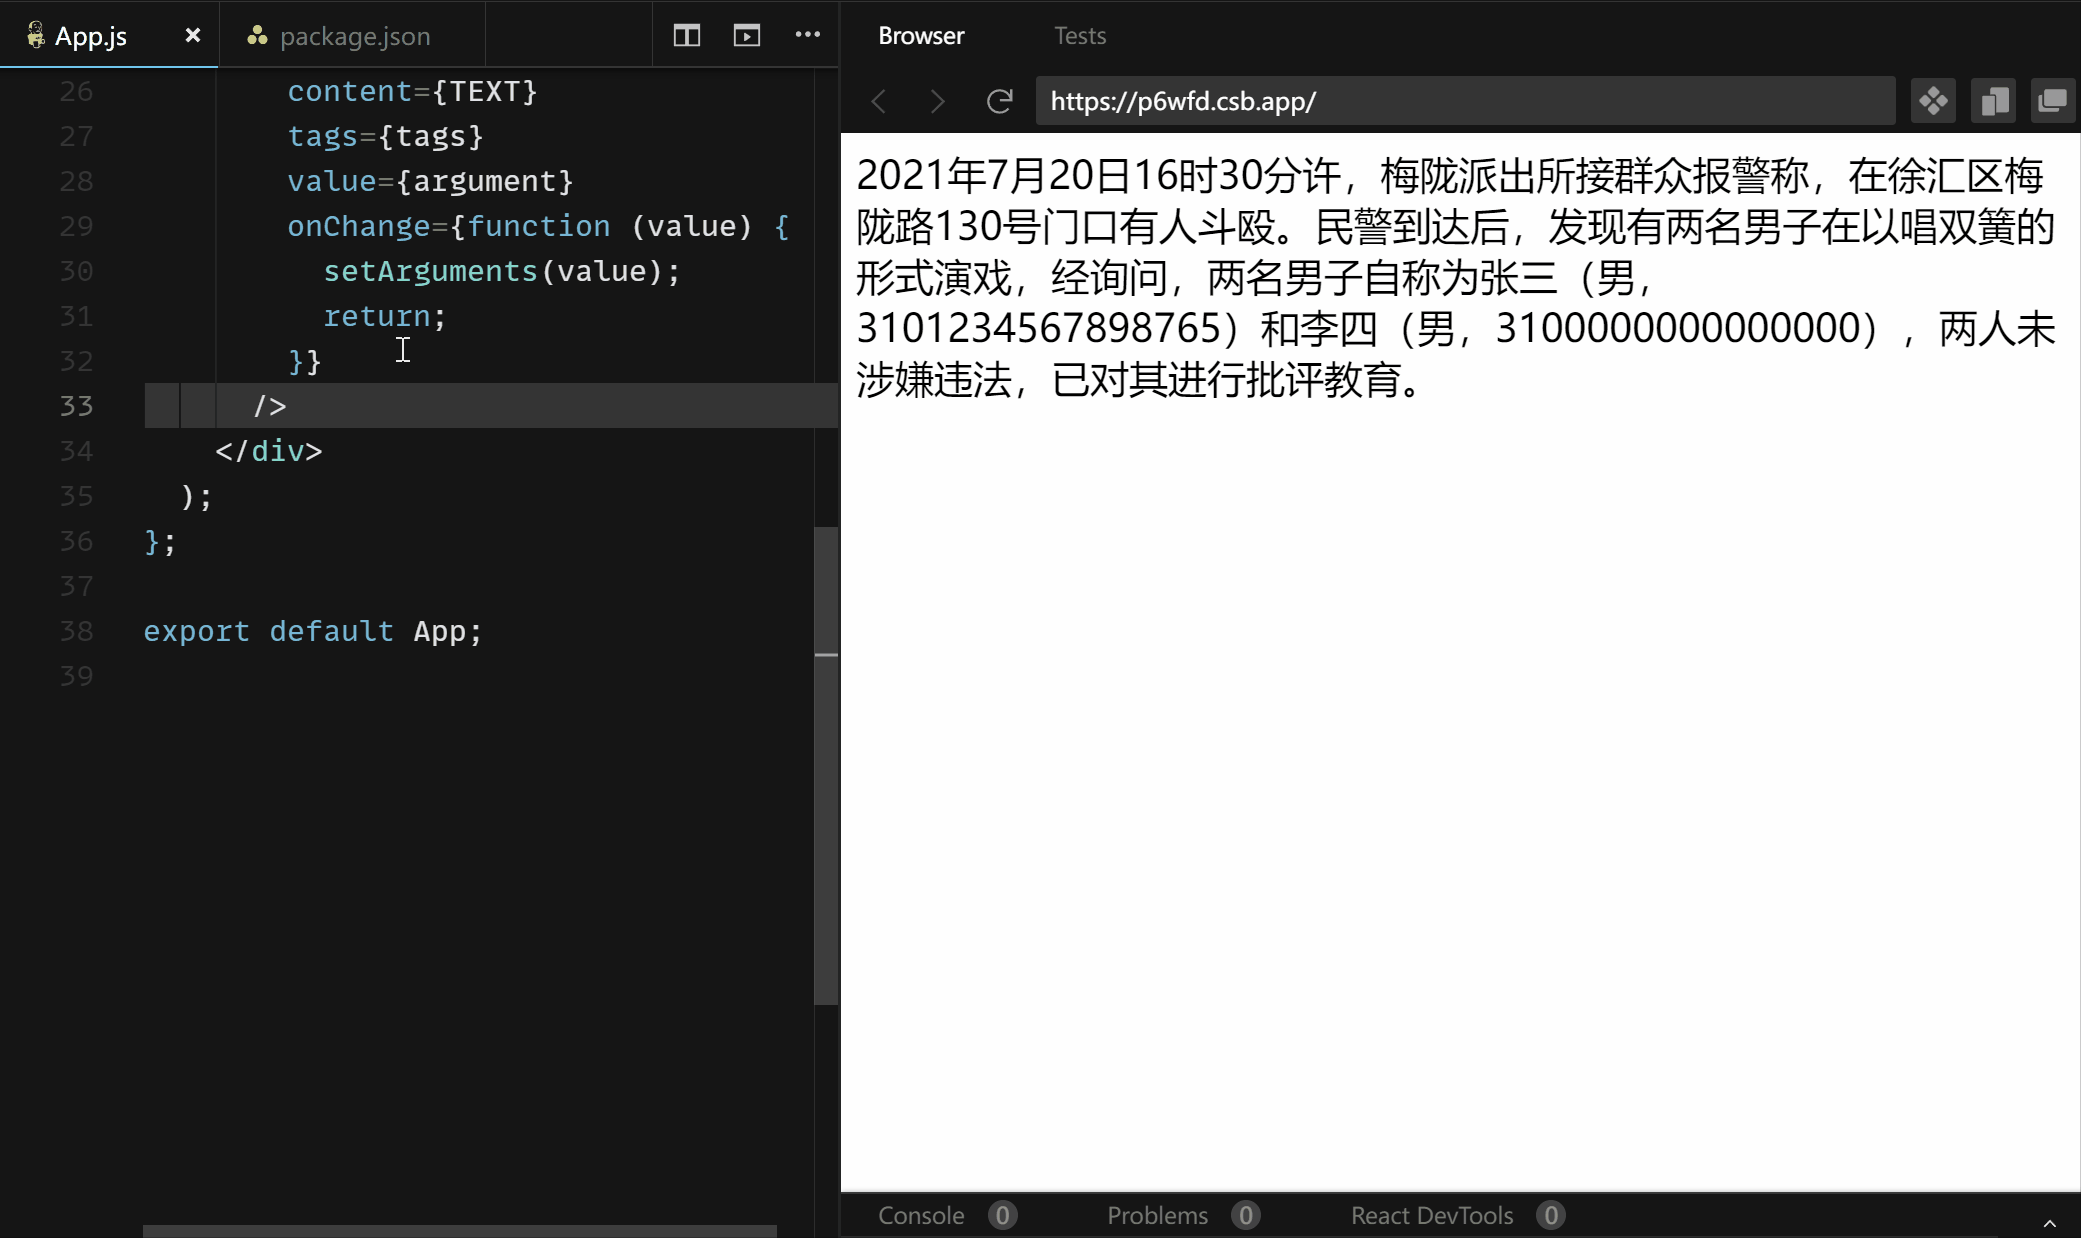 App.js
package.json
26 content={TEXT}
27 tags={tags}
28 value={argument}
29 onChange={function (value) {
30 setArguments(value);
31 return;
32 }}
33 />
34 </div>
35 );
36 };
37
38 export default App;
39
Browser Tests
https://p6wfd.csb.app/
2021年7月20日16时30分许，梅陇派出所接群众报警称，在徐汇区梅
陇路130号门口有人斗殴。民警到达后，发现有两名男子在以唱双簧的
形式演戏，经询问，两名男子自称为张三（男，
3101234567898765）和李四（男，3100000000000000），两人未
涉嫌违法，已对其进行批评教育。
Console 0 Problems 0 React DevTools 0